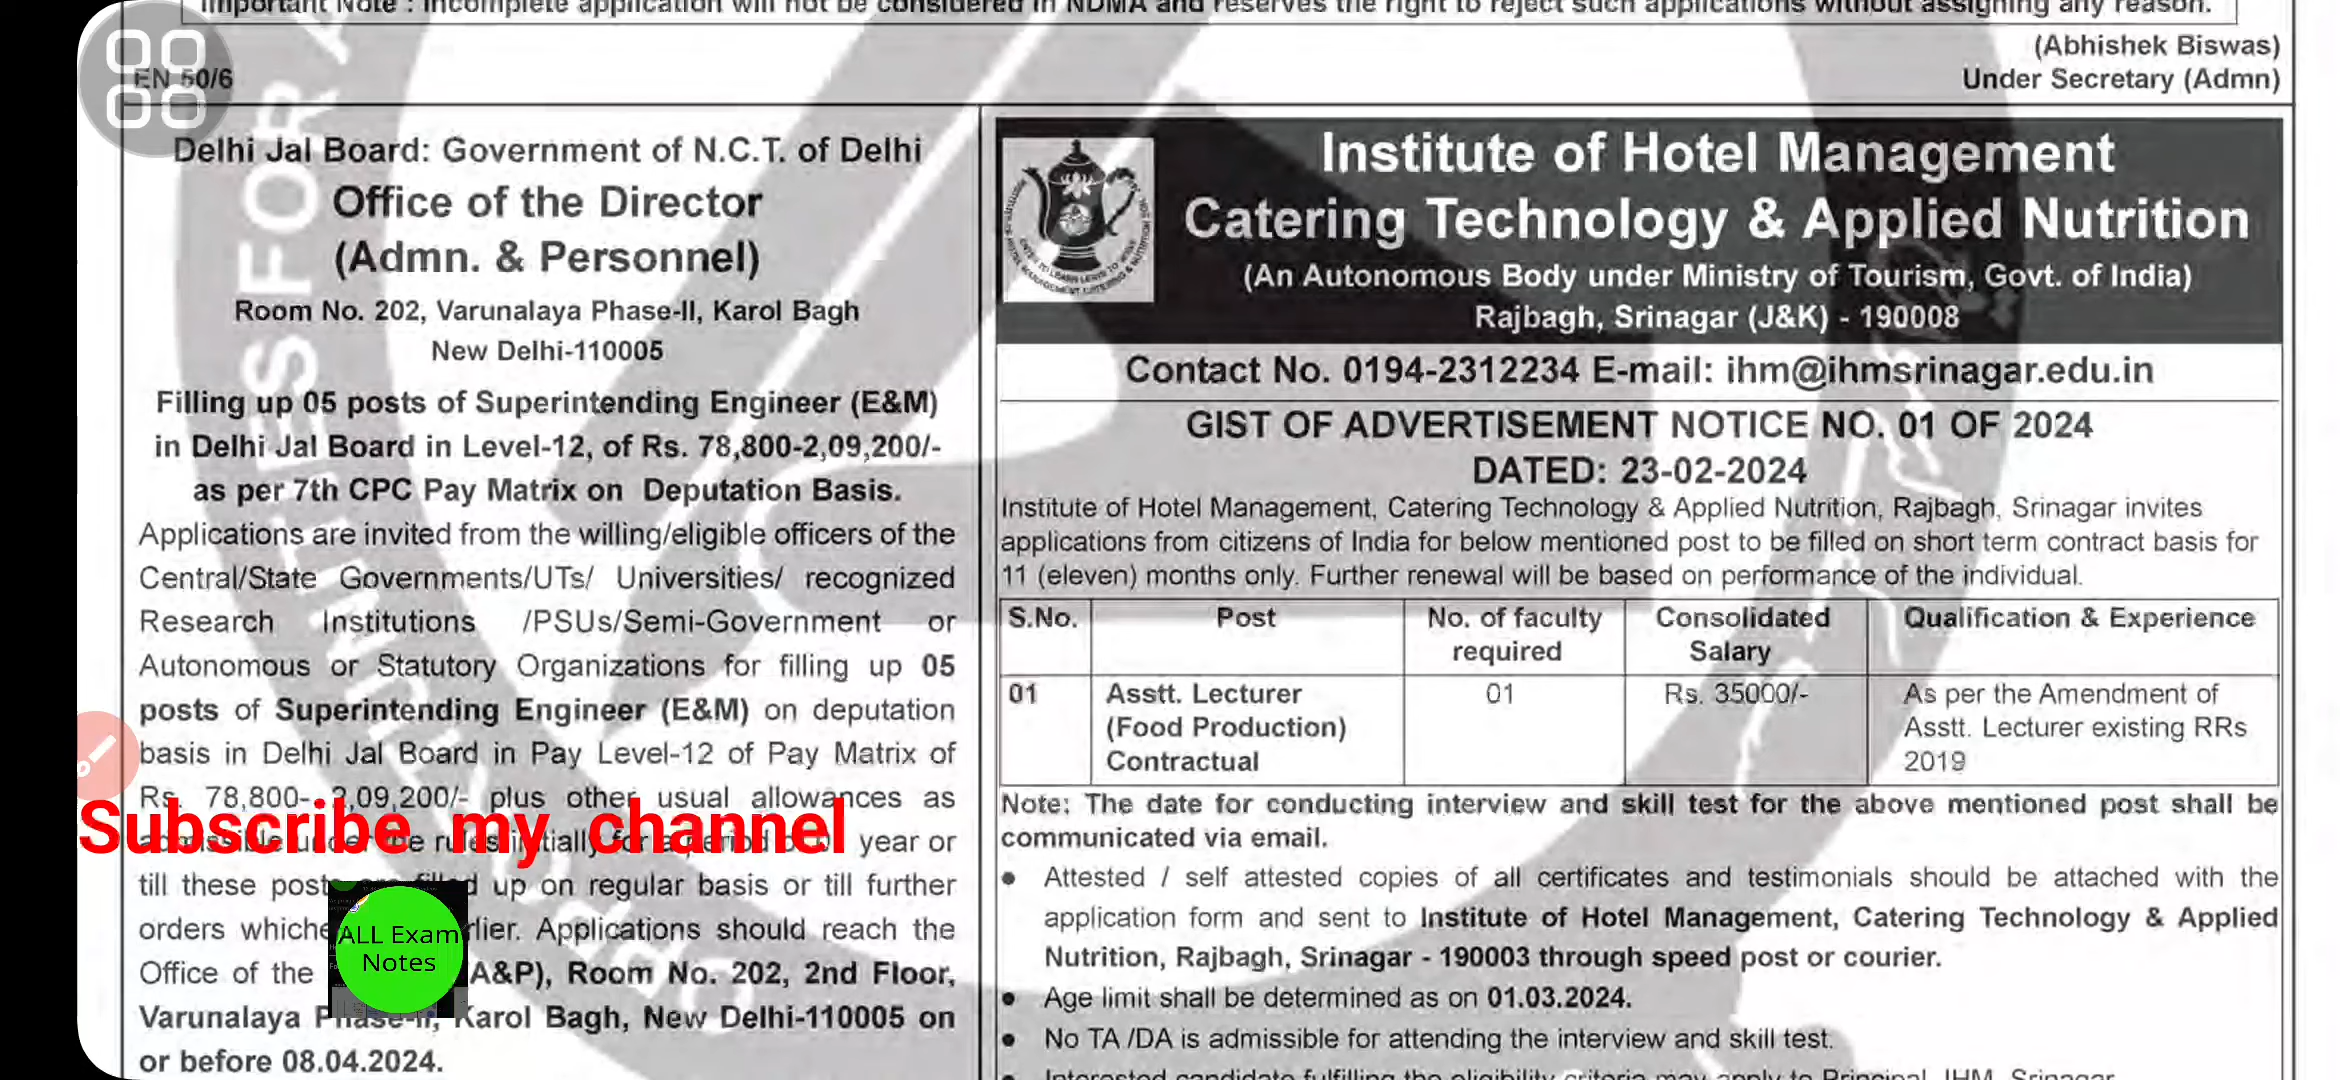 Important Note : Incomplete application will not be considered in NDMA and reserves the right to reject such applications without assigning any reason.
(Abhishek Biswas)
EN 50/6
Under Secretary (Admn)
Delhi Jal Board: Government of N.C.T. of Delhi
Office of the Director
(Admn. & Personnel)
Room No. 202, Varunalaya Phase-II, Karol Bagh
New Delhi-110005
Filling up 05 posts of Superintending Engineer (E&M)
in Delhi Jal Board in Level-12, of Rs. 78,800-2,09,200/-
as per 7th CPC Pay Matrix on Deputation Basis.
Applications are invited from the willing/eligible officers of the
Central/State Governments/UTs/ Universities/ recognized
Research Institutions /PSUs/Semi-Government or
Autonomous or Statutory Organizations for filling up 05
posts of Superintending Engineer (E&M) on deputation
basis in Delhi Jal Board in Pay Level-12 of Pay Matrix of
Rs. 78,800- 2,09,200/- plus other usual allowances as
year or
till these posts up on regular basis or till further
orders Applications should reach the
Office of the A&P), Room No. 202, 2nd Floor,
Varunalaya Phase-II, Karol Bagh, New Delhi-110005 on
or before 08.04.2024.
Subscribe my channel
ALL Exam
Notes
Institute of Hotel Management
Catering Technology & Applied Nutrition
(An Autonomous Body under Ministry of Tourism, Govt. of India)
Rajbagh, Srinagar (J&K) - 190008
Contact No. 0194-2312234 E-mail: ihm@ihmsrinagar.edu.in
GIST OF ADVERTISEMENT NOTICE NO. 01 OF 2024
DATED: 23-02-2024
Institute of Hotel Management, Catering Technology & Applied Nutrition, Rajbagh, Srinagar invites
applications from citizens of India for below mentioned post to be filled on short term contract basis for
11 (eleven) months only. Further renewal will be based on performance of the individual.
S.No. Post No. of faculty required Consolidated Salary Qualification & Experience
01 Asstt. Lecturer (Food Production) Contractual 01 Rs. 35000/- As per the Amendment of Asstt. Lecturer existing RRs 2019
Note: The date for conducting interview and skill test for the above mentioned post shall be
communicated via email.
• Attested / self attested copies of all certificates and testimonials should be attached with the
application form and sent to Institute of Hotel Management, Catering Technology & Applied
Nutrition, Rajbagh, Srinagar - 190003 through speed post or courier.
• Age limit shall be determined as on 01.03.2024.
• No TA /DA is admissible for attending the interview and skill test.
• Interested candidate fulfilling the eligibility criteria may apply to Principal, IHM, Srinagar